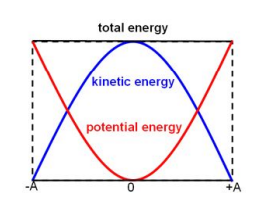 total energy
kinetic energy
potential energy
-A 0 +A